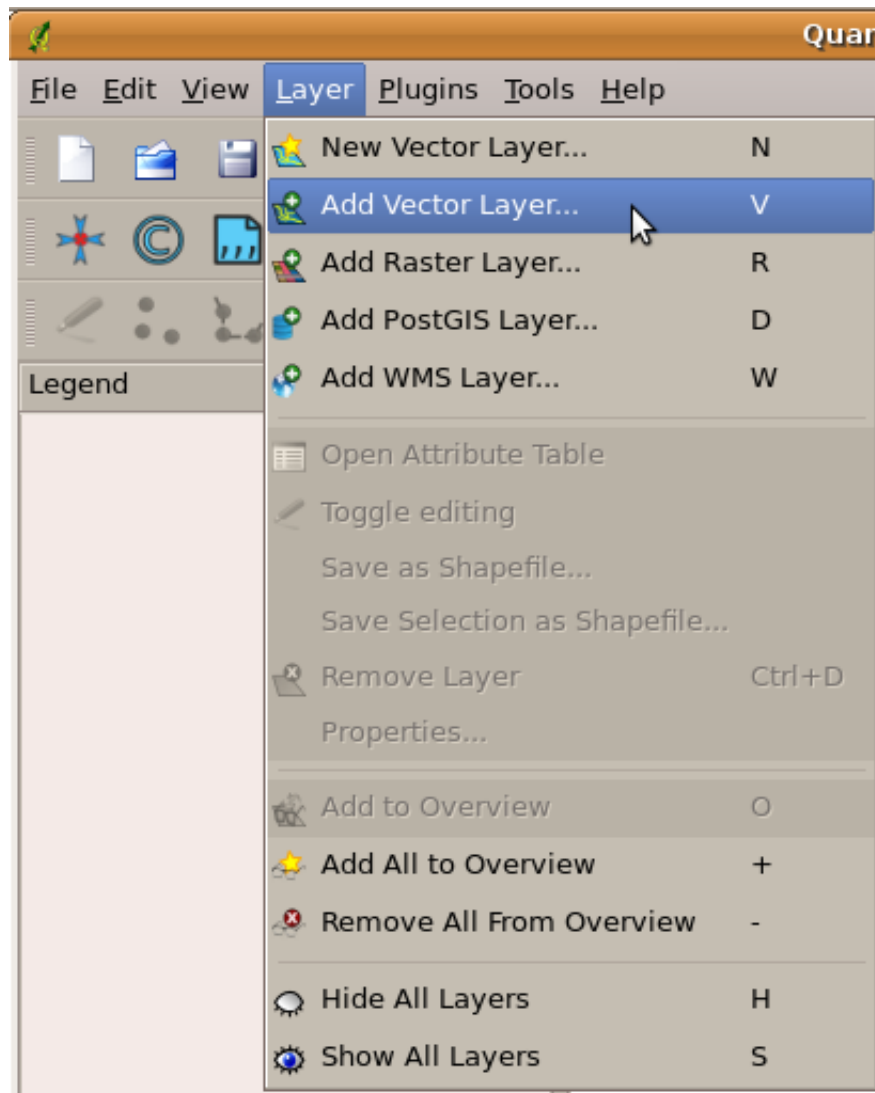 Quan
File Edit View Layer Plugins Tools Help
New Vector Layer... N
Add Vector Layer... V
Add Raster Layer... R
Add PostGIS Layer... D
Add WMS Layer... W
Legend
Open Attribute Table
Toggle editing
Save as Shapefile...
Save Selection as Shapefile...
Remove Layer Ctrl+D
Properties...
Add to Overview O
Add All to Overview +
Remove All From Overview -
Hide All Layers H
Show All Layers S